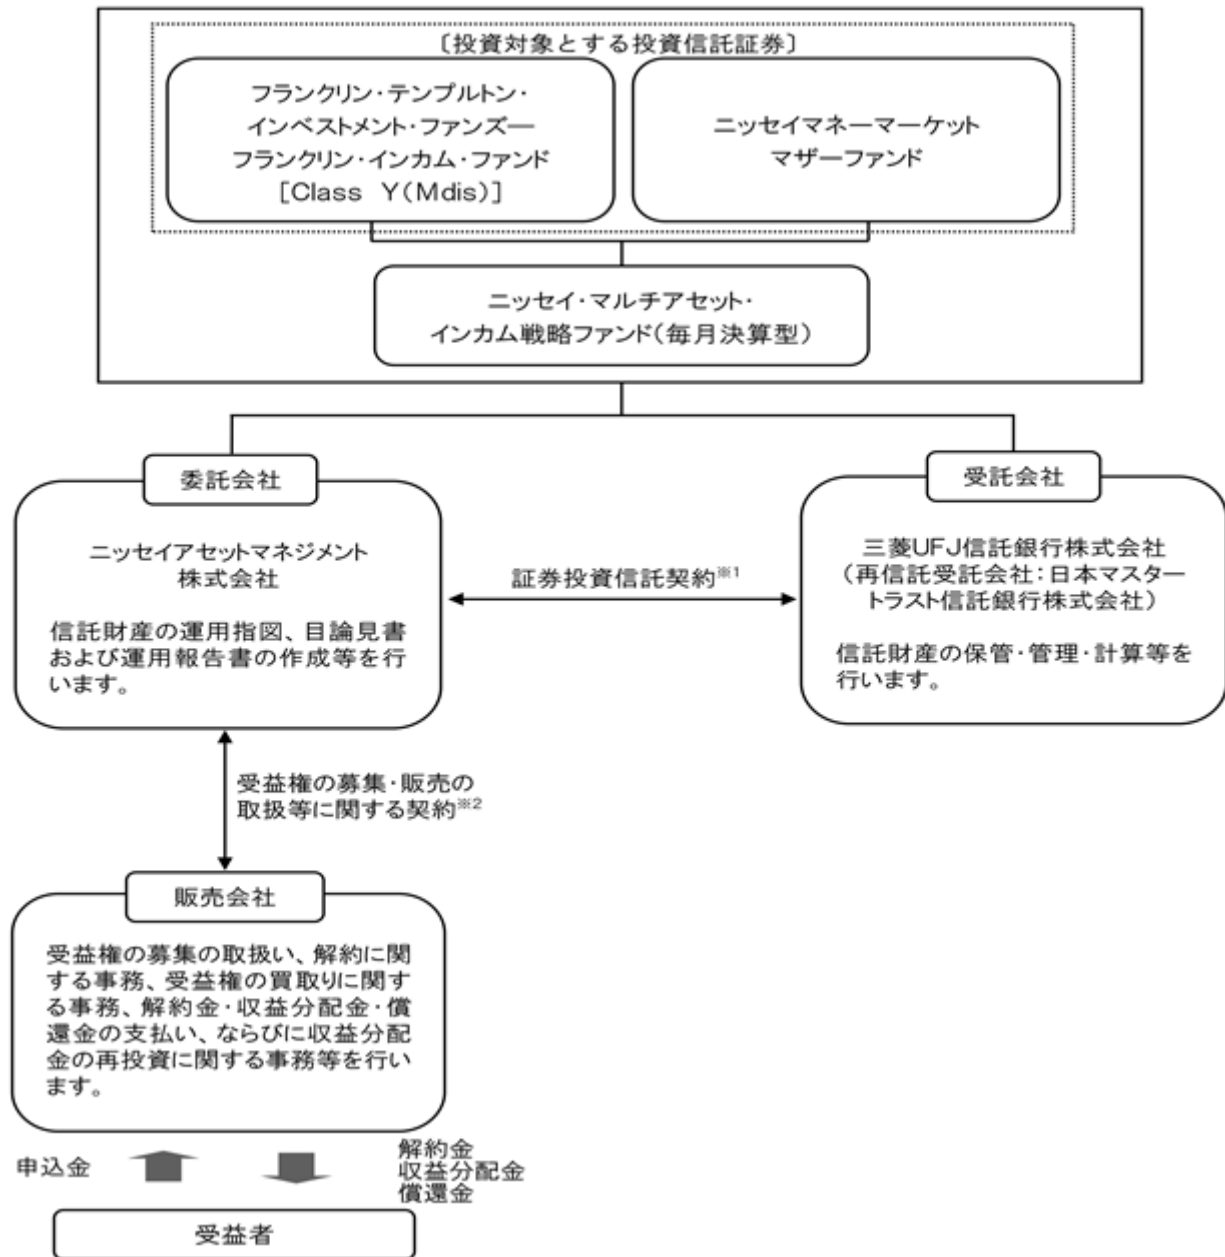 〔投資対象とする投資信託証券〕
フランクリン・テンプルトン・
インベストメント・ファンズ―
フランクリン・インカム・ファンド
[Class Y(Mdis)]
ニッセイマネーマーケット
マザーファンド
ニッセイ・マルチアセット・
インカム戦略ファンド(毎月決算型)
委託会社
ニッセイアセットマネジメント
株式会社
信託財産の運用指図、目論見書
および運用報告書の作成等を行
います。
証券投資信託契約※1
受託会社
三菱UFJ信託銀行株式会社
(再信託受託会社:日本マスター
トラスト信託銀行株式会社)
信託財産の保管・管理・計算等を
行います。
受益権の募集・販売の
取扱等に関する契約※2
販売会社
受益権の募集の取扱い、解約に関
する事務、受益権の買取りに関す
る事務、解約金・収益分配金・償
還金の支払い、ならびに収益分配
金の再投資に関する事務等を行い
ます。
申込金
解約金
収益分配金
償還金
受益者